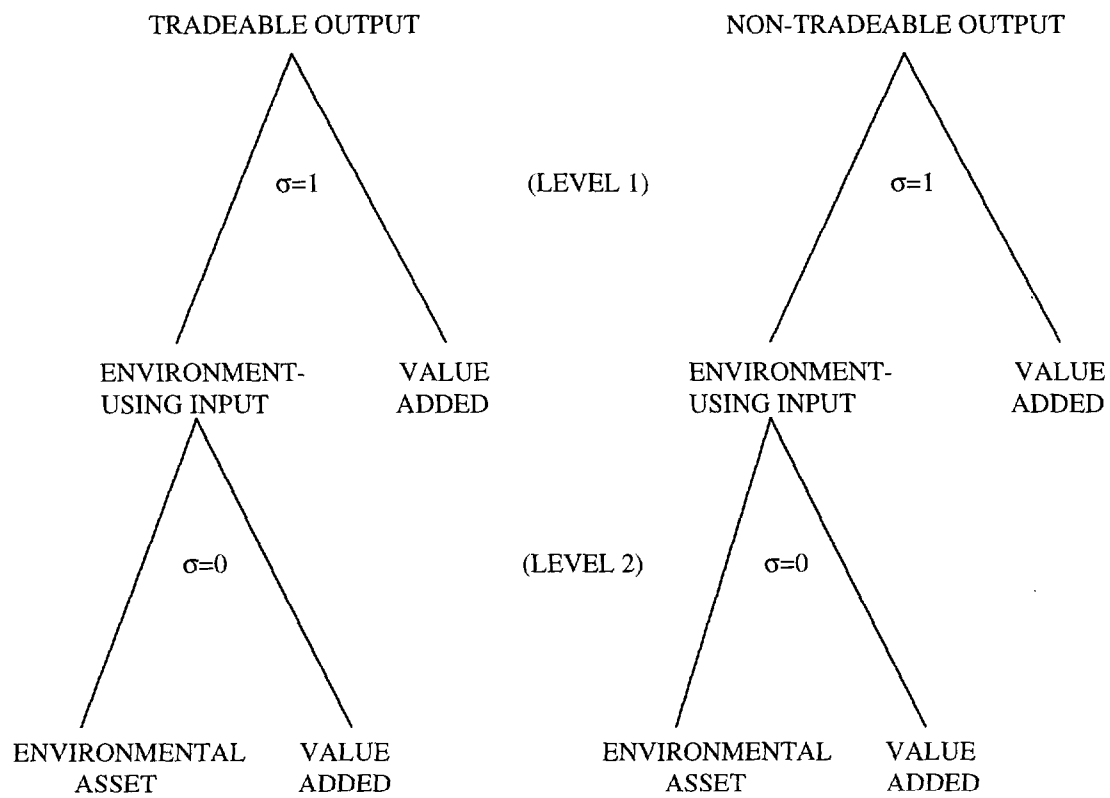 TRADEABLE OUTPUT
NON-TRADEABLE OUTPUT
σ=1
(LEVEL 1)
σ=1
ENVIRONMENT-
USING INPUT
VALUE
ADDED
ENVIRONMENT-
USING INPUT
VALUE
ADDED
σ=0
(LEVEL 2)
σ=0
ENVIRONMENTAL
ASSET
VALUE
ADDED
ENVIRONMENTAL
ASSET
VALUE
ADDED